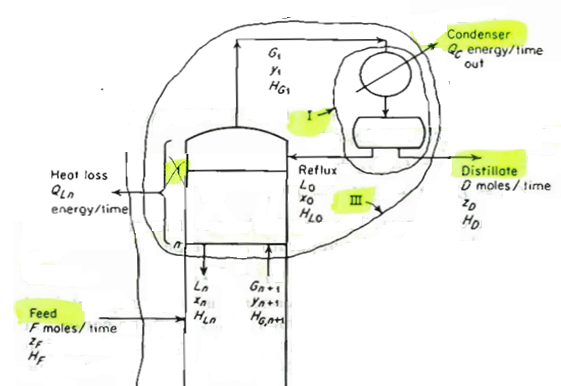 Condenser
Qc energy/time
out
G1
y1
HG1
I
Heat loss
QLn
energy/time
1
Reflux
L0
x0
HL0
III
Distillate
D moles/time
zD
HD
n
Ln
xn
HLn
Gn+1
yn+1
HG,n+1
Feed
F moles/time
zF
HF